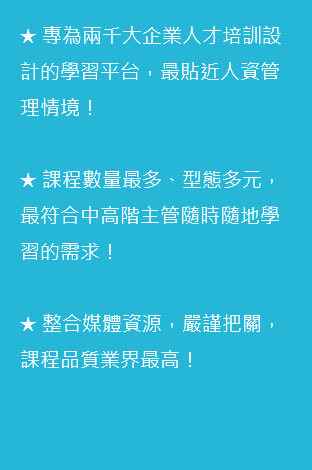 ★ 專為兩千大企業人才培訓設
計的學習平台，最貼近人資管
理情境！
★ 課程數量最多、型態多元，
最符合中高階主管隨時隨地學
習的需求！
★ 整合媒體資源，嚴謹把關，
課程品質業界最高！